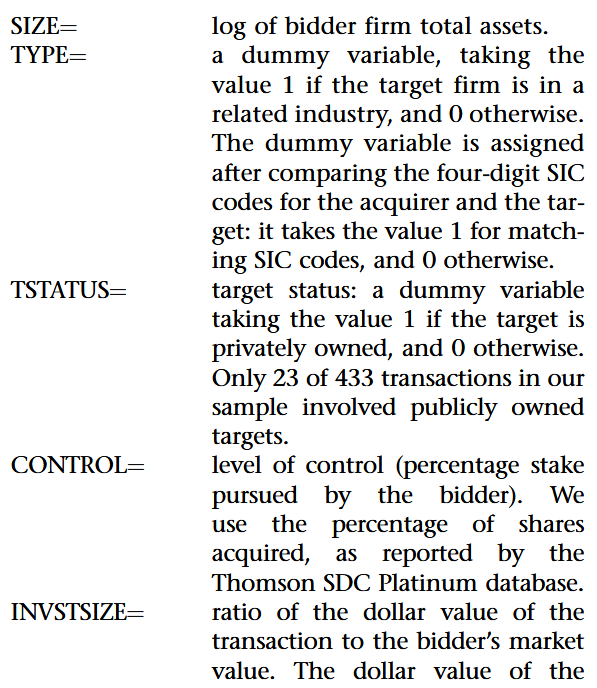 SIZE= log of bidder firm total assets.
TYPE= a dummy variable, taking the
value 1 if the target firm is in a
related industry, and 0 otherwise.
The dummy variable is assigned
after comparing the four-digit SIC
codes for the acquirer and the tar-
get: it takes the value 1 for match-
ing SIC codes, and 0 otherwise.
TSTATUS= target status: a dummy variable
taking the value 1 if the target is
privately owned, and 0 otherwise.
Only 23 of 433 transactions in our
sample involved publicly owned
targets.
CONTROL= level of control (percentage stake
pursued by the bidder). We
use the percentage of shares
acquired, as reported by the
Thomson SDC Platinum database.
INVSTSIZE= ratio of the dollar value of the
transaction to the bidder's market
value. The dollar value of the